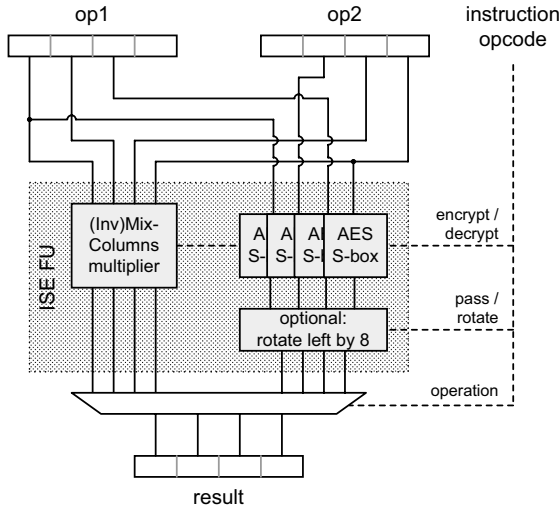 op1
op2
instruction
opcode
(Inv)Mix-
Columns
multiplier
A
S-
A
S-
AI
S-I
AES
S-box
encrypt /
decrypt
ISE FU
optional:
rotate left by 8
pass /
rotate
operation
result